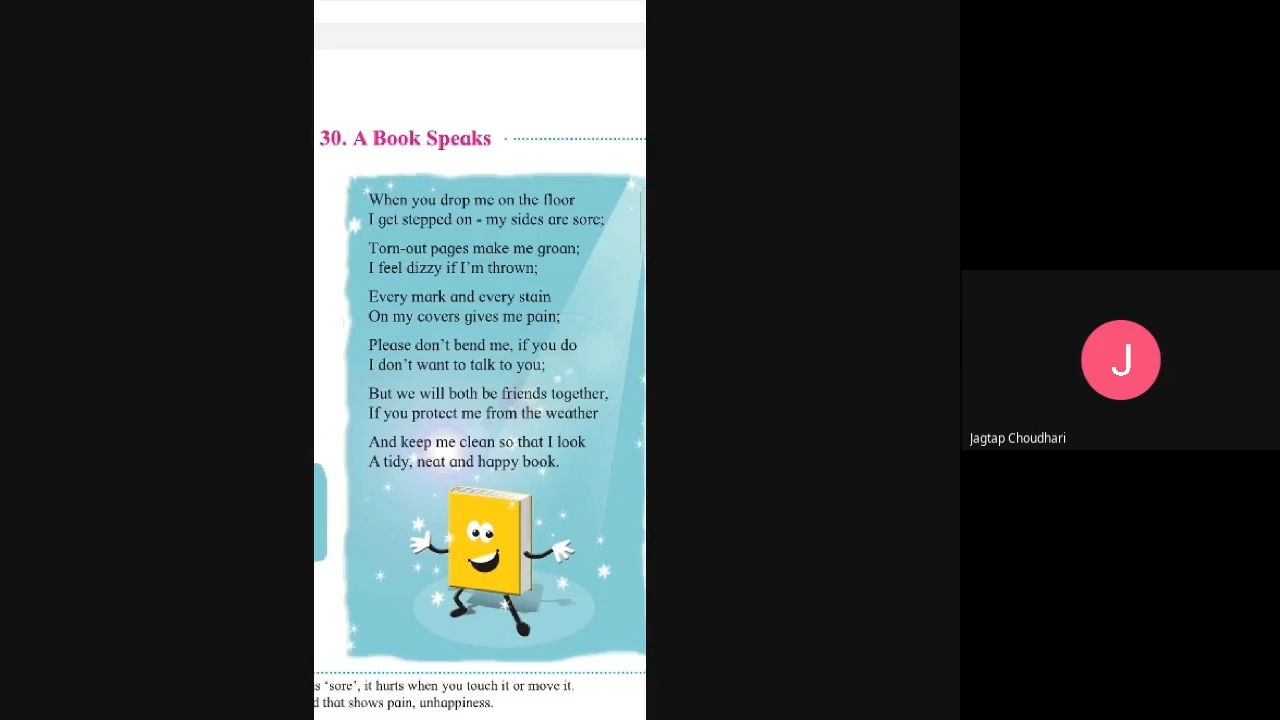 30. A Book Speaks
When you drop me on the floor
I get stepped on - my sides are sore;
Torn-out pages make me groan;
I feel dizzy if I'm thrown;
Every mark and every stain
On my covers gives me pain;
Please don't bend me, if you do
I don't want to talk to you;
But we will both be friends together,
If you protect me from the weather
And keep me clean so that I look
A tidy, neat and happy book.
'sore', it hurts when you touch it or move it.
that shows pain, unhappiness.
J
Jagtap Choudhari